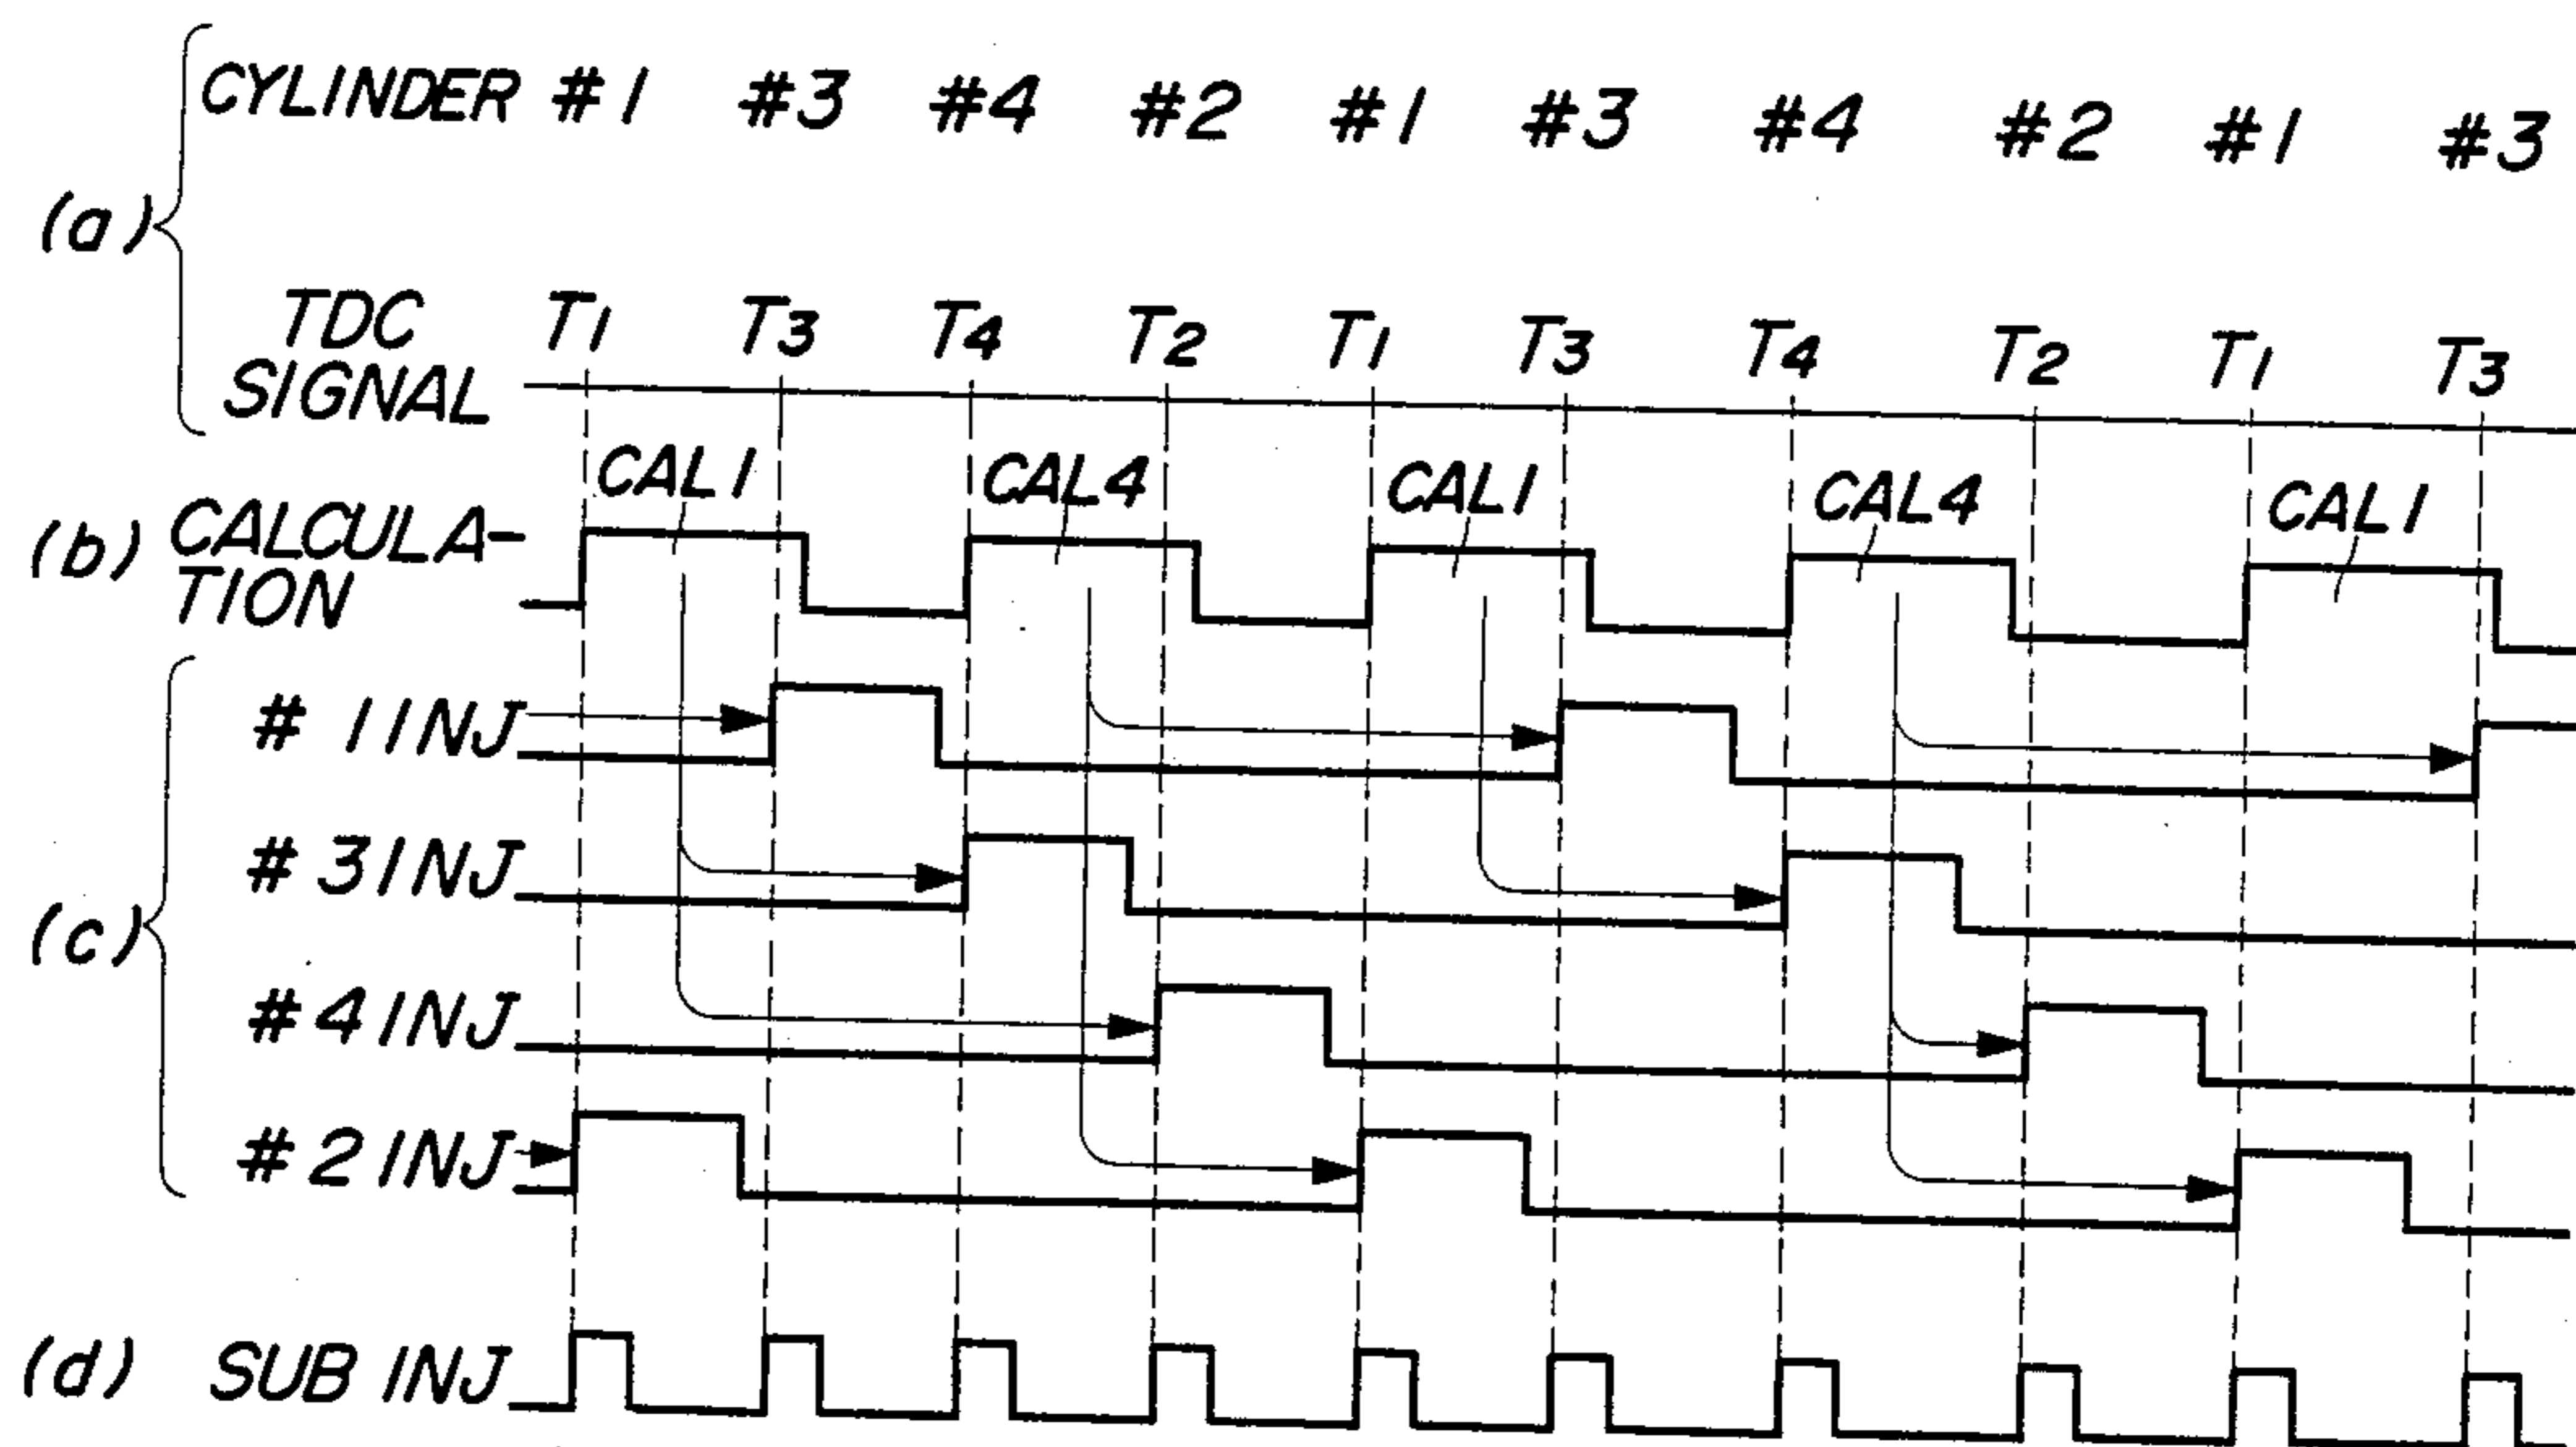 (a)
CYLINDER #1 #3 #4 #2 #1 #3 #4 #2 #1 #3
TDC
SIGNAL
T1 T3 T4 T2 T1 T3 T4 T2 T1 T3
CAL1 CAL4 CAL1 CAL4 CAL1
(b) CALCULA-
TION
(c)
# 1 INJ
# 3 INJ
# 4 INJ
# 2 INJ
(d) SUB INJ